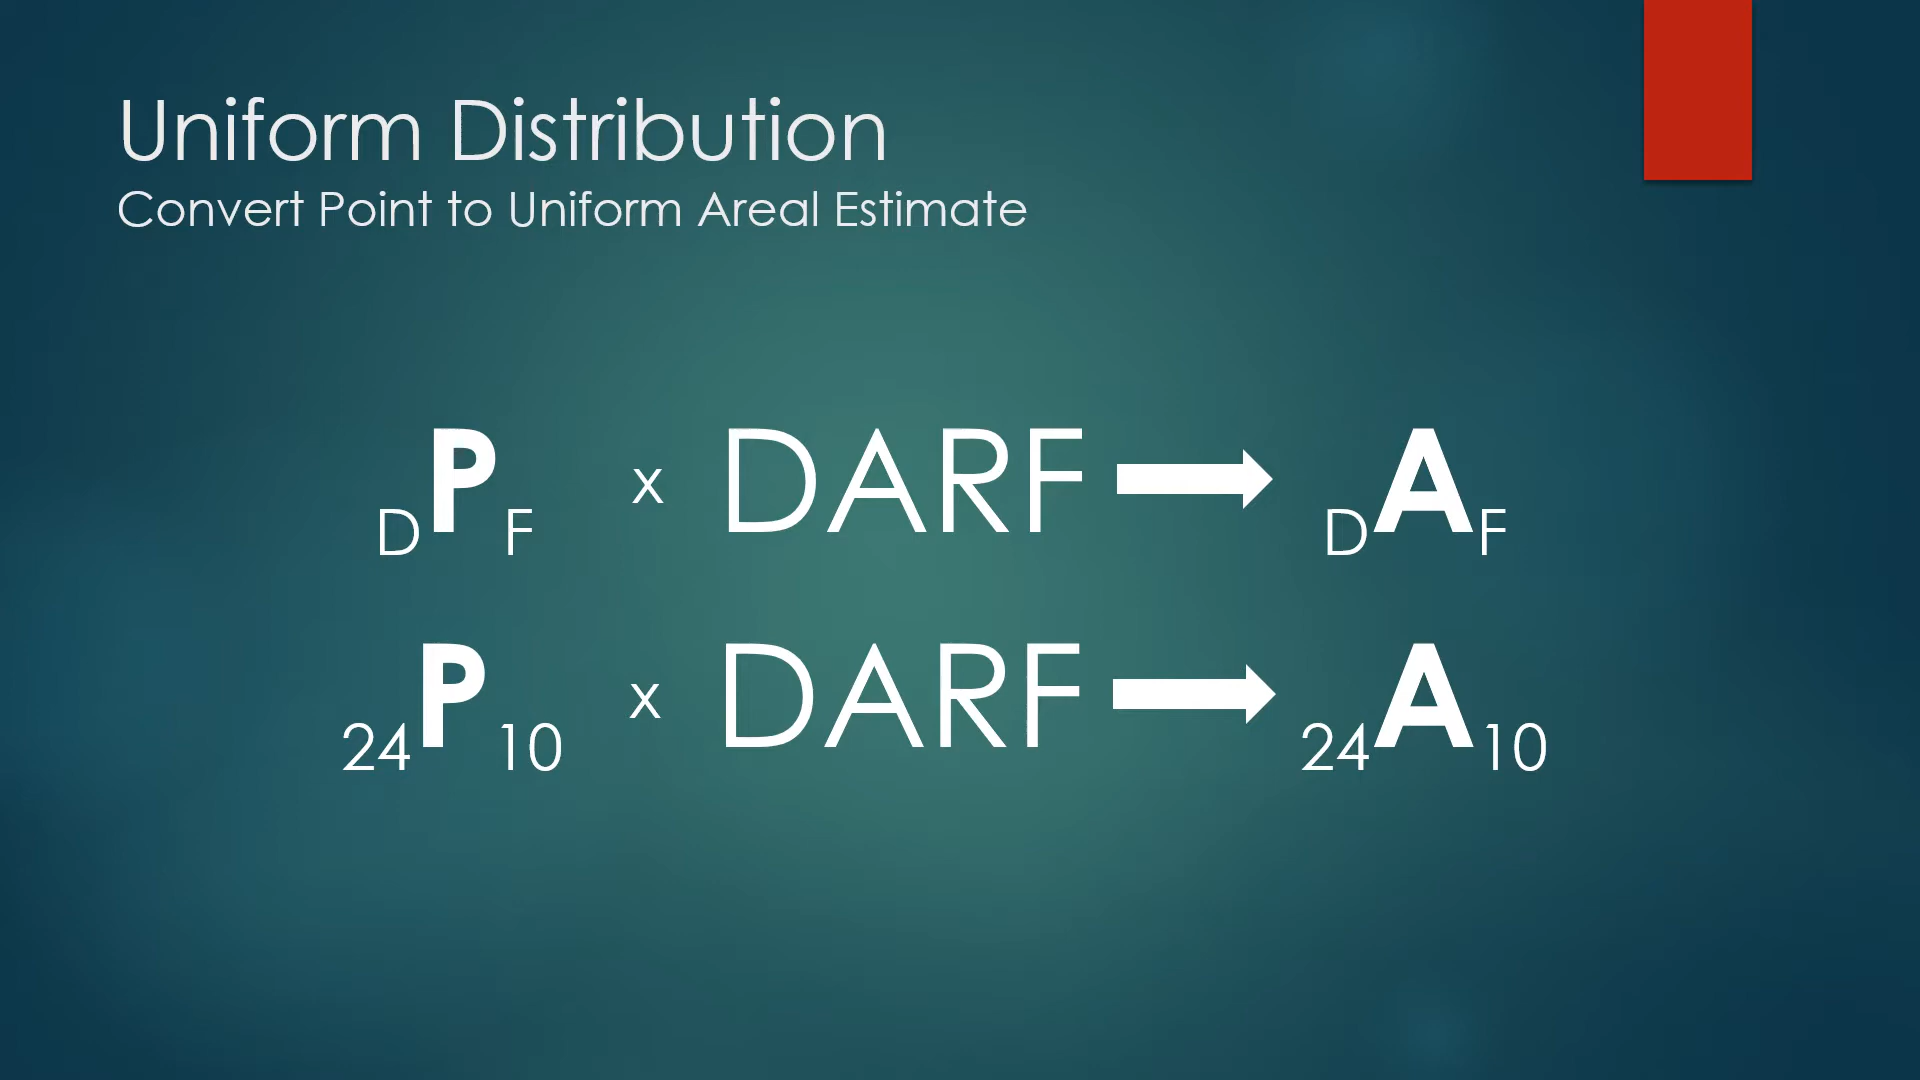 Uniform Distribution
Convert Point to Uniform Areal Estimate
DPF x DARF DAF
24P10 x DARF 24A10